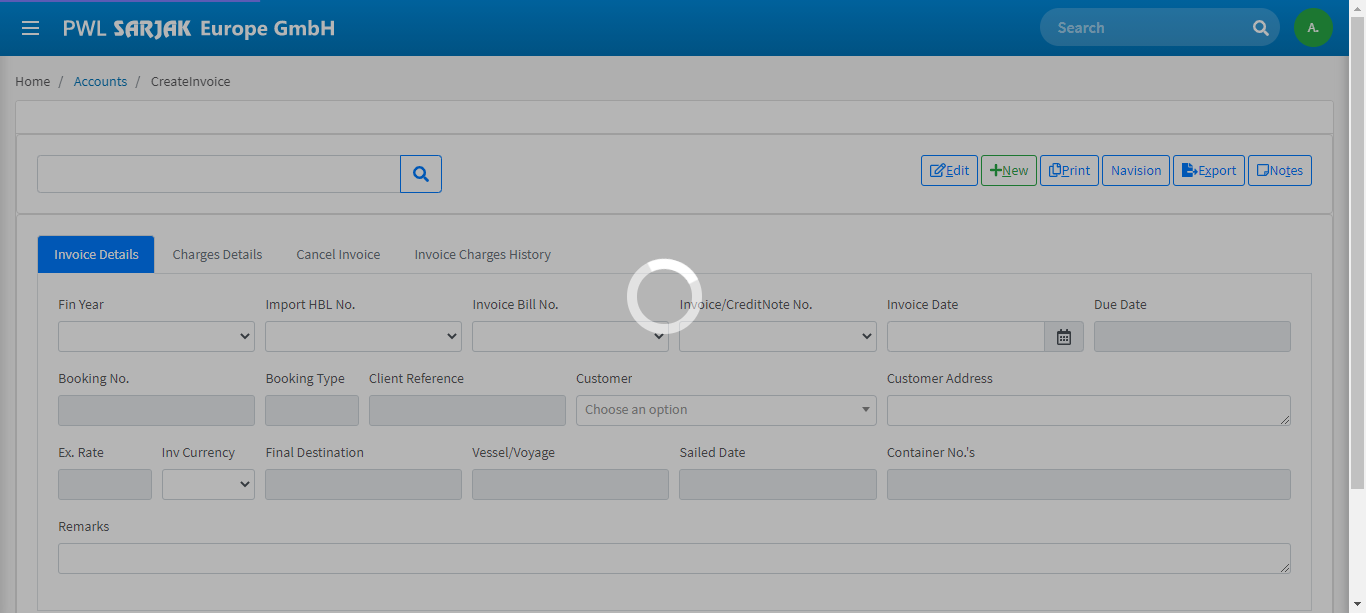 PWL SARJAK Europe GmbH
Search
A.
Home / Accounts / CreateInvoice
Edit New Print Navision Export Notes
Invoice Details Charges Details Cancel Invoice Invoice Charges History
Fin Year Import HBL No. Invoice Bill No. Invoice/CreditNote No. Invoice Date Due Date
Booking No. Booking Type Client Reference Customer Customer Address
Choose an option
Ex. Rate Inv Currency Final Destination Vessel/Voyage Sailed Date Container No.'s
Remarks